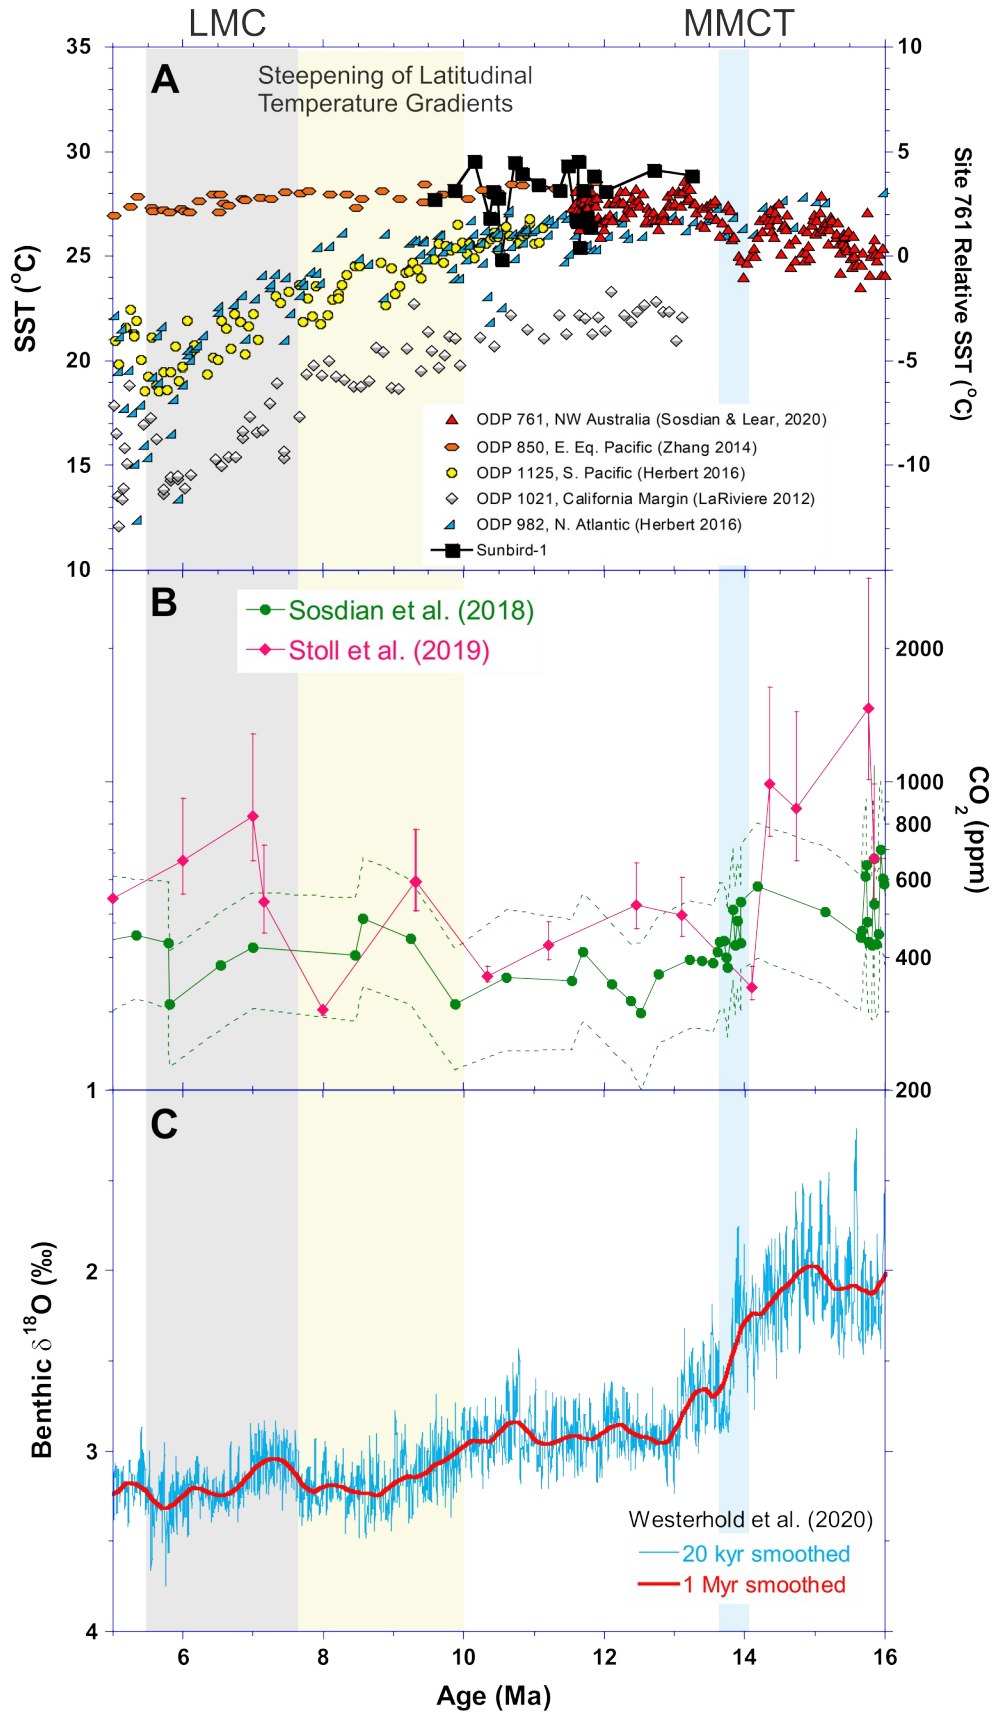 LMC
MMCT
35
30
25
20
15
10
SST (°C)
A
Steepening of Latitudinal
Temperature Gradients
10
5
0
-5
-10
Site 761 Relative SST (°C)
ODP 761, NW Australia (Sosdian & Lear, 2020)
ODP 850, E. Eq. Pacific (Zhang 2014)
ODP 1125, S. Pacific (Herbert 2016)
ODP 1021, California Margin (LaRiviere 2012)
ODP 982, N. Atlantic (Herbert 2016)
Sunbird-1
B
Sosdian et al. (2018)
Stoll et al. (2019)
2000
1000
800
600
400
200
CO2 (ppm)
C
1
2
3
4
Benthic δ18O (‰)
Westerhold et al. (2020)
20 kyr smoothed
1 Myr smoothed
6
8
10
12
14
16
Age (Ma)